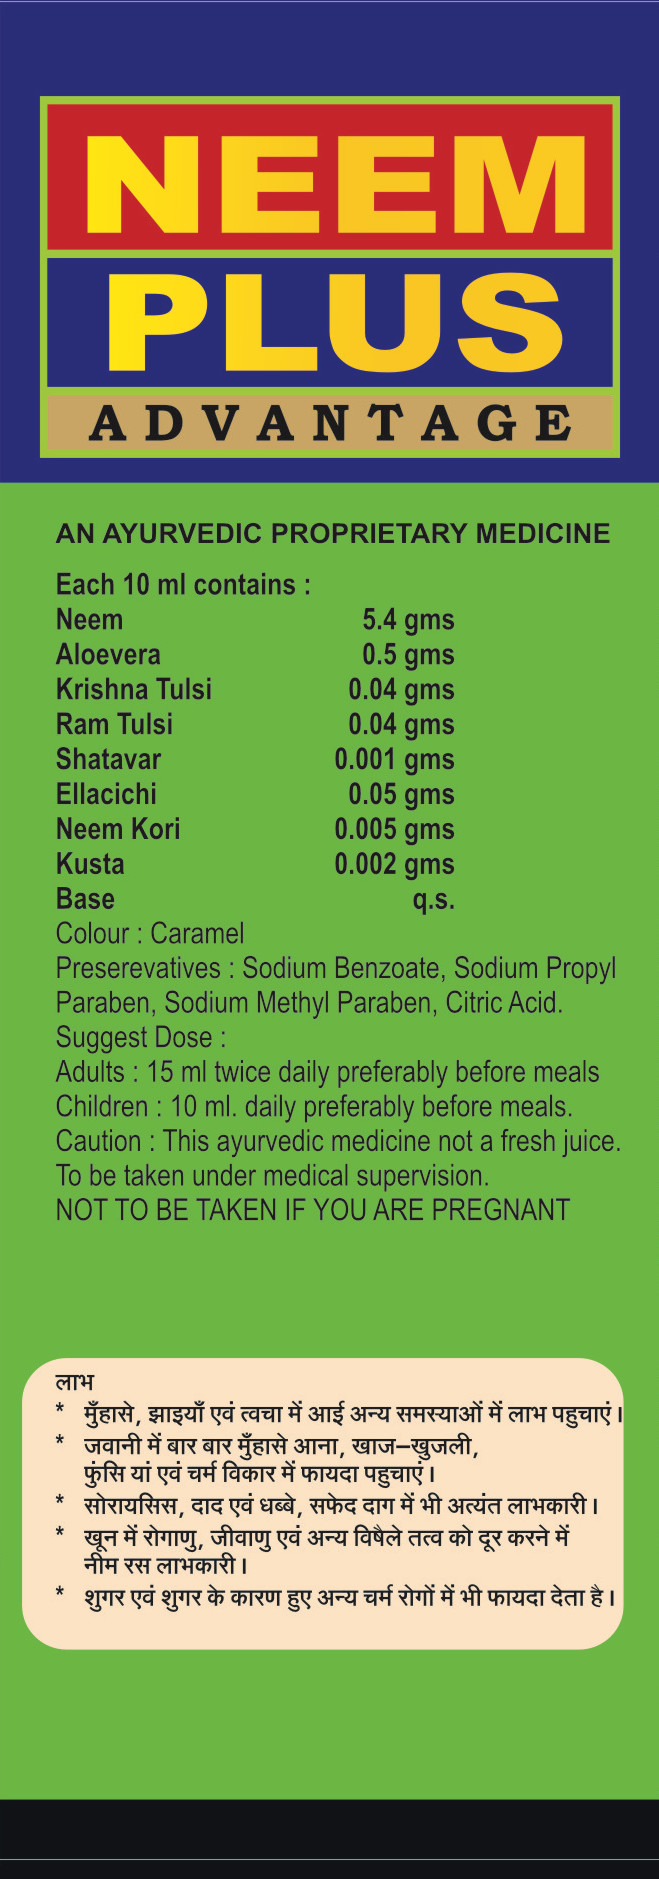 NEEM
PLUS
ADVANTAGE
AN AYURVEDIC PROPRIETARY MEDICINE
Each 10 ml contains :
Neem 5.4 gms
Aloevera 0.5 gms
Krishna Tulsi 0.04 gms
Ram Tulsi 0.04 gms
Shatavar 0.001 gms
Ellacichi 0.05 gms
Neem Kori 0.005 gms
Kusta 0.002 gms
Base q.s.
Colour : Caramel
Preserevatives : Sodium Benzoate, Sodium Propyl
Paraben, Sodium Methyl Paraben, Citric Acid.
Suggest Dose :
Adults : 15 ml twice daily preferably before meals
Children : 10 ml. daily preferably before meals.
Caution : This ayurvedic medicine not a fresh juice.
To be taken under medical supervision.
NOT TO BE TAKEN IF YOU ARE PREGNANT
लाभ
* मुँहासे, झाइयाँ एवं त्वचा में आई अन्य समस्याओं में लाभ पहुचाएं।
* जवानी में बार बार मुँहासे आना, खाज–खुजली,
फुंसि यां एवं चर्म विकार में फायदा पहुचाएं।
* सोरायसिस, दाद एवं धब्बे, सफेद दाग में भी अत्यंत लाभकारी।
* खून में रोगाणु, जीवाणु एवं अन्य विषैले तत्व को दूर करने में
नीम रस लाभकारी।
* शुगर एवं शुगर के कारण हुए अन्य चर्म रोगों में भी फायदा देता है।